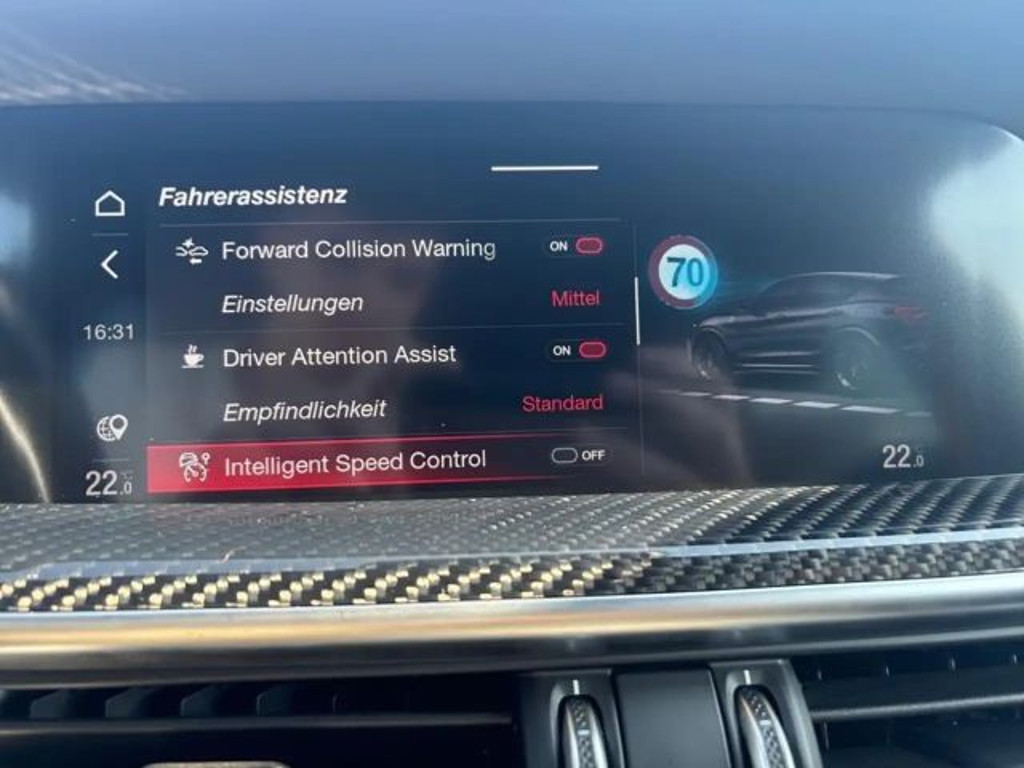 Fahrerassistenz
Forward Collision Warning ON
70
Einstellungen Mittel
16:31
Driver Attention Assist ON
Empfindlichkeit Standard
Intelligent Speed Control OFF
22.0
22.0